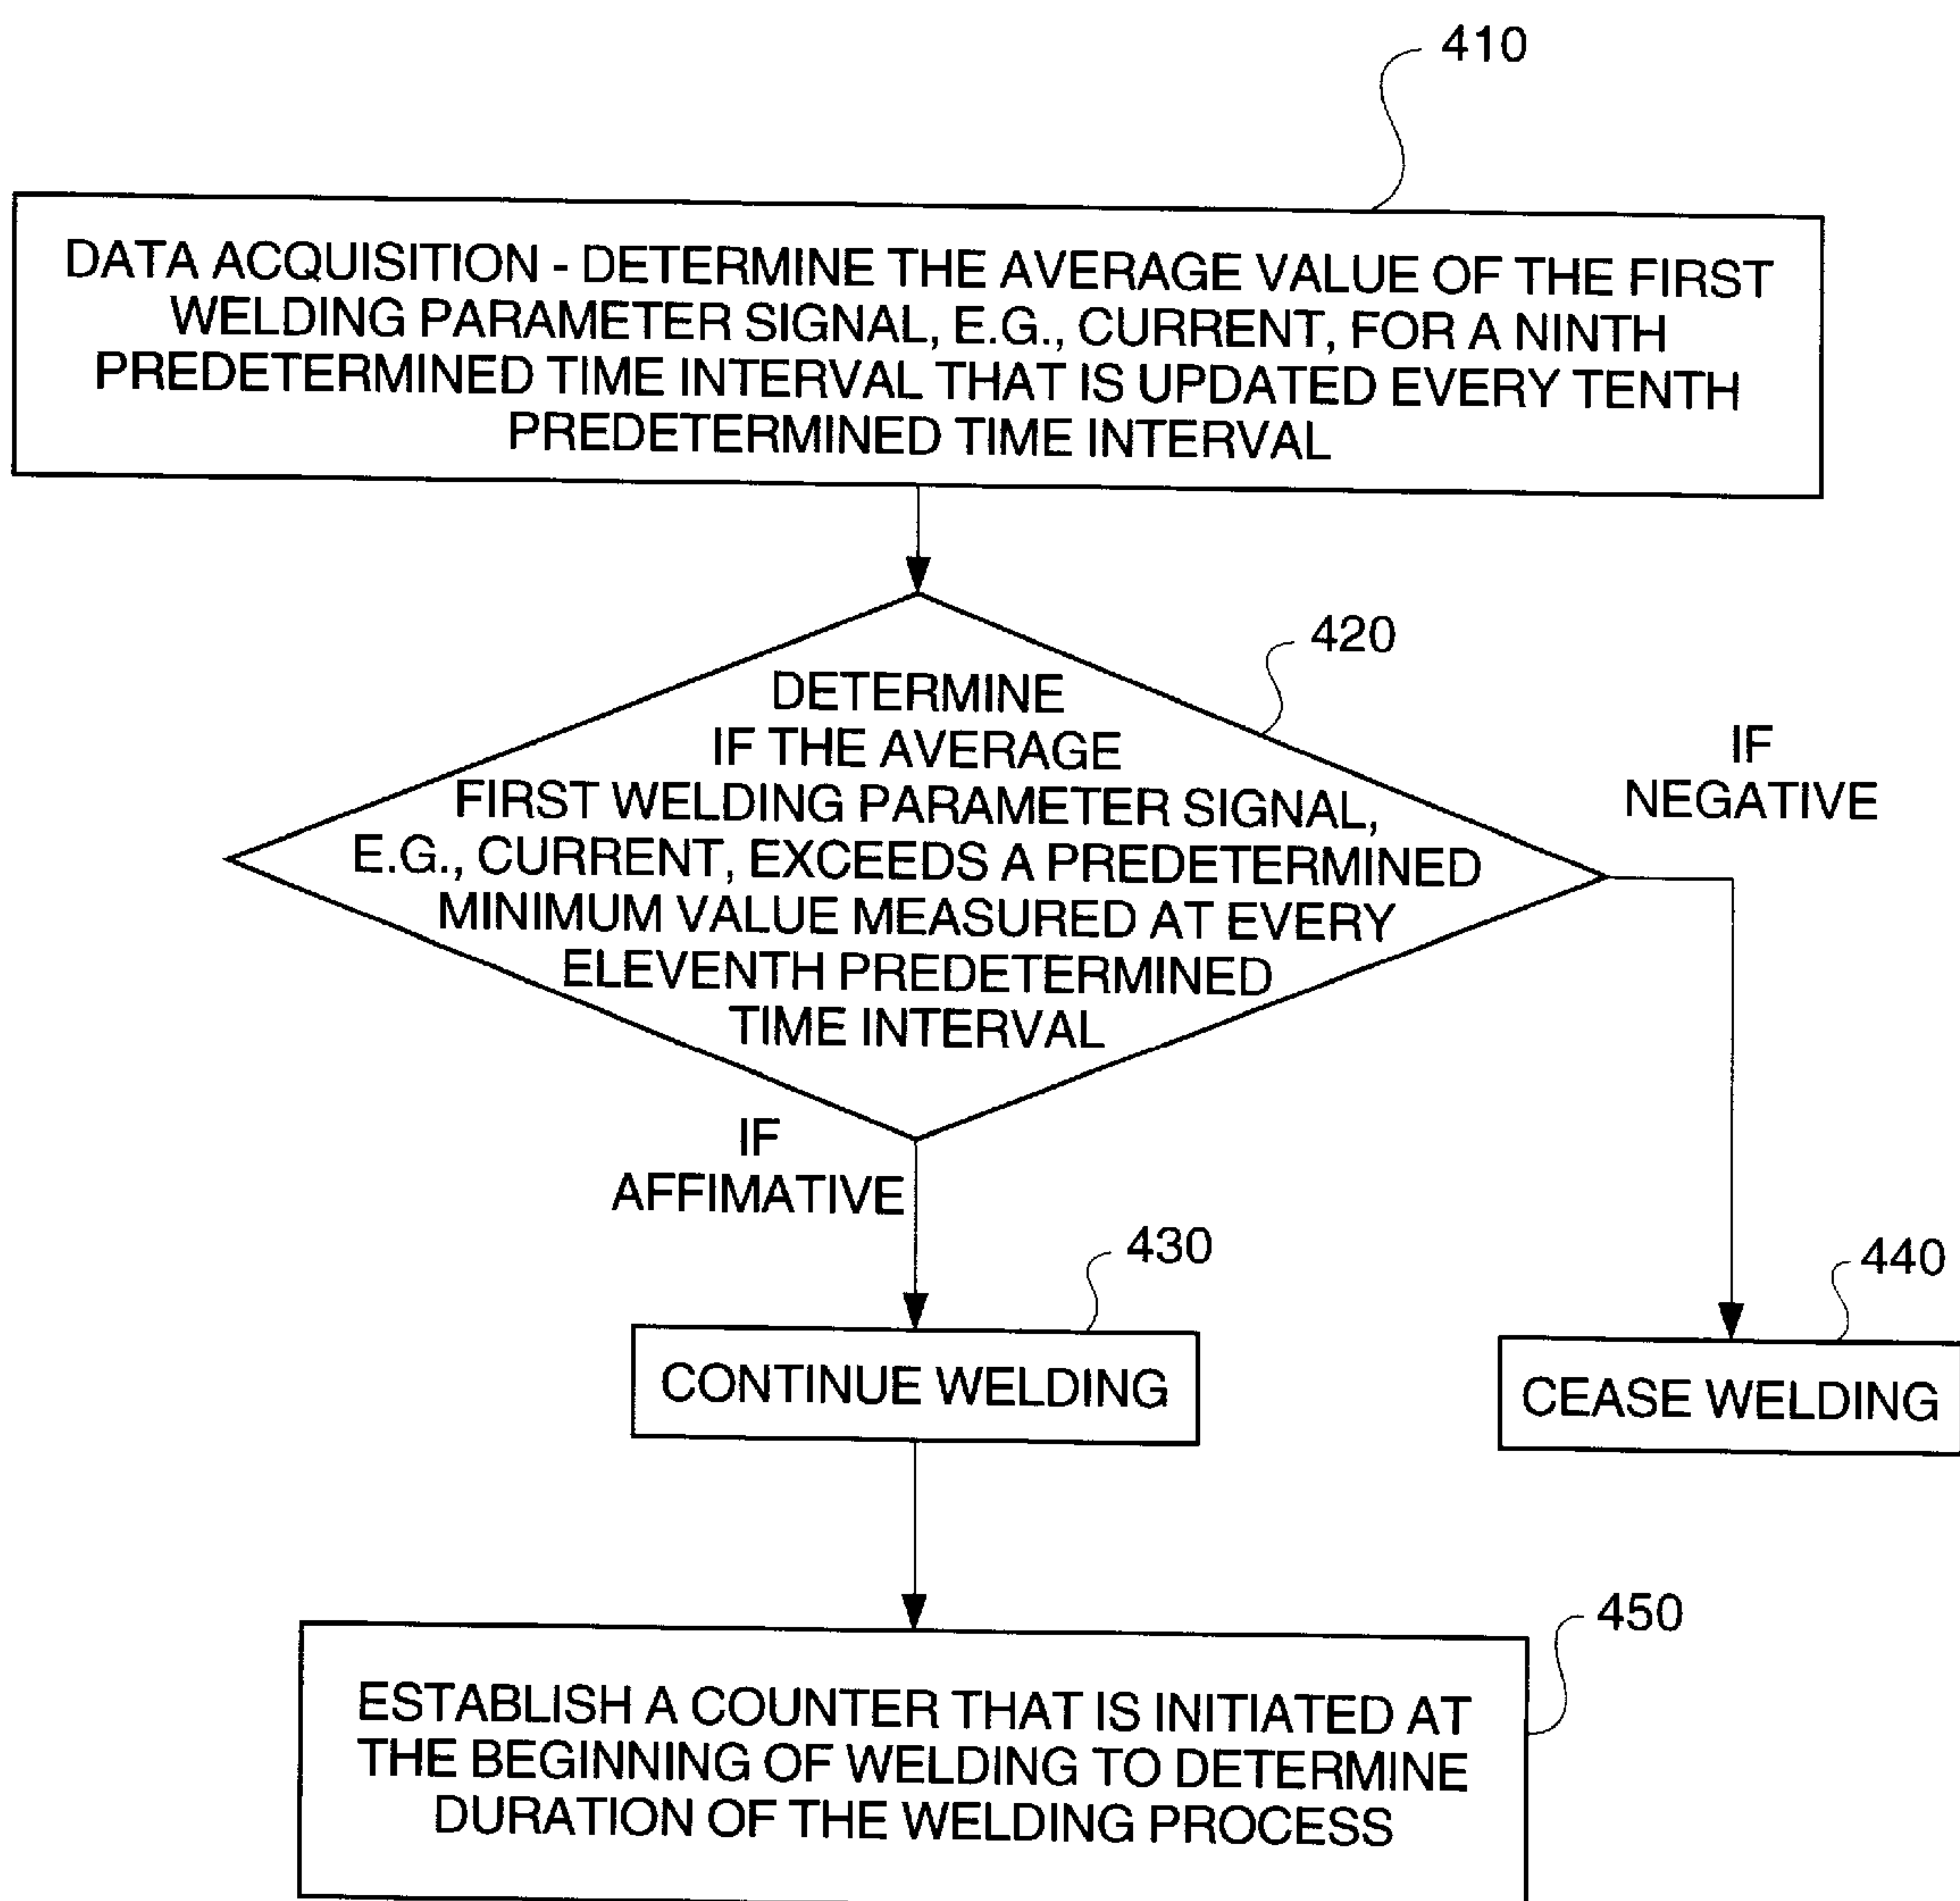 410
DATA ACQUISITION - DETERMINE THE AVERAGE VALUE OF THE FIRST
WELDING PARAMETER SIGNAL, E.G., CURRENT, FOR A NINTH
PREDETERMINED TIME INTERVAL THAT IS UPDATED EVERY TENTH
PREDETERMINED TIME INTERVAL
420
DETERMINE
IF THE AVERAGE
FIRST WELDING PARAMETER SIGNAL,
E.G., CURRENT, EXCEEDS A PREDETERMINED
MINIMUM VALUE MEASURED AT EVERY
ELEVENTH PREDETERMINED
TIME INTERVAL
IF
NEGATIVE
IF
AFFIMATIVE
430
CONTINUE WELDING
440
CEASE WELDING
450
ESTABLISH A COUNTER THAT IS INITIATED AT
THE BEGINNING OF WELDING TO DETERMINE
DURATION OF THE WELDING PROCESS